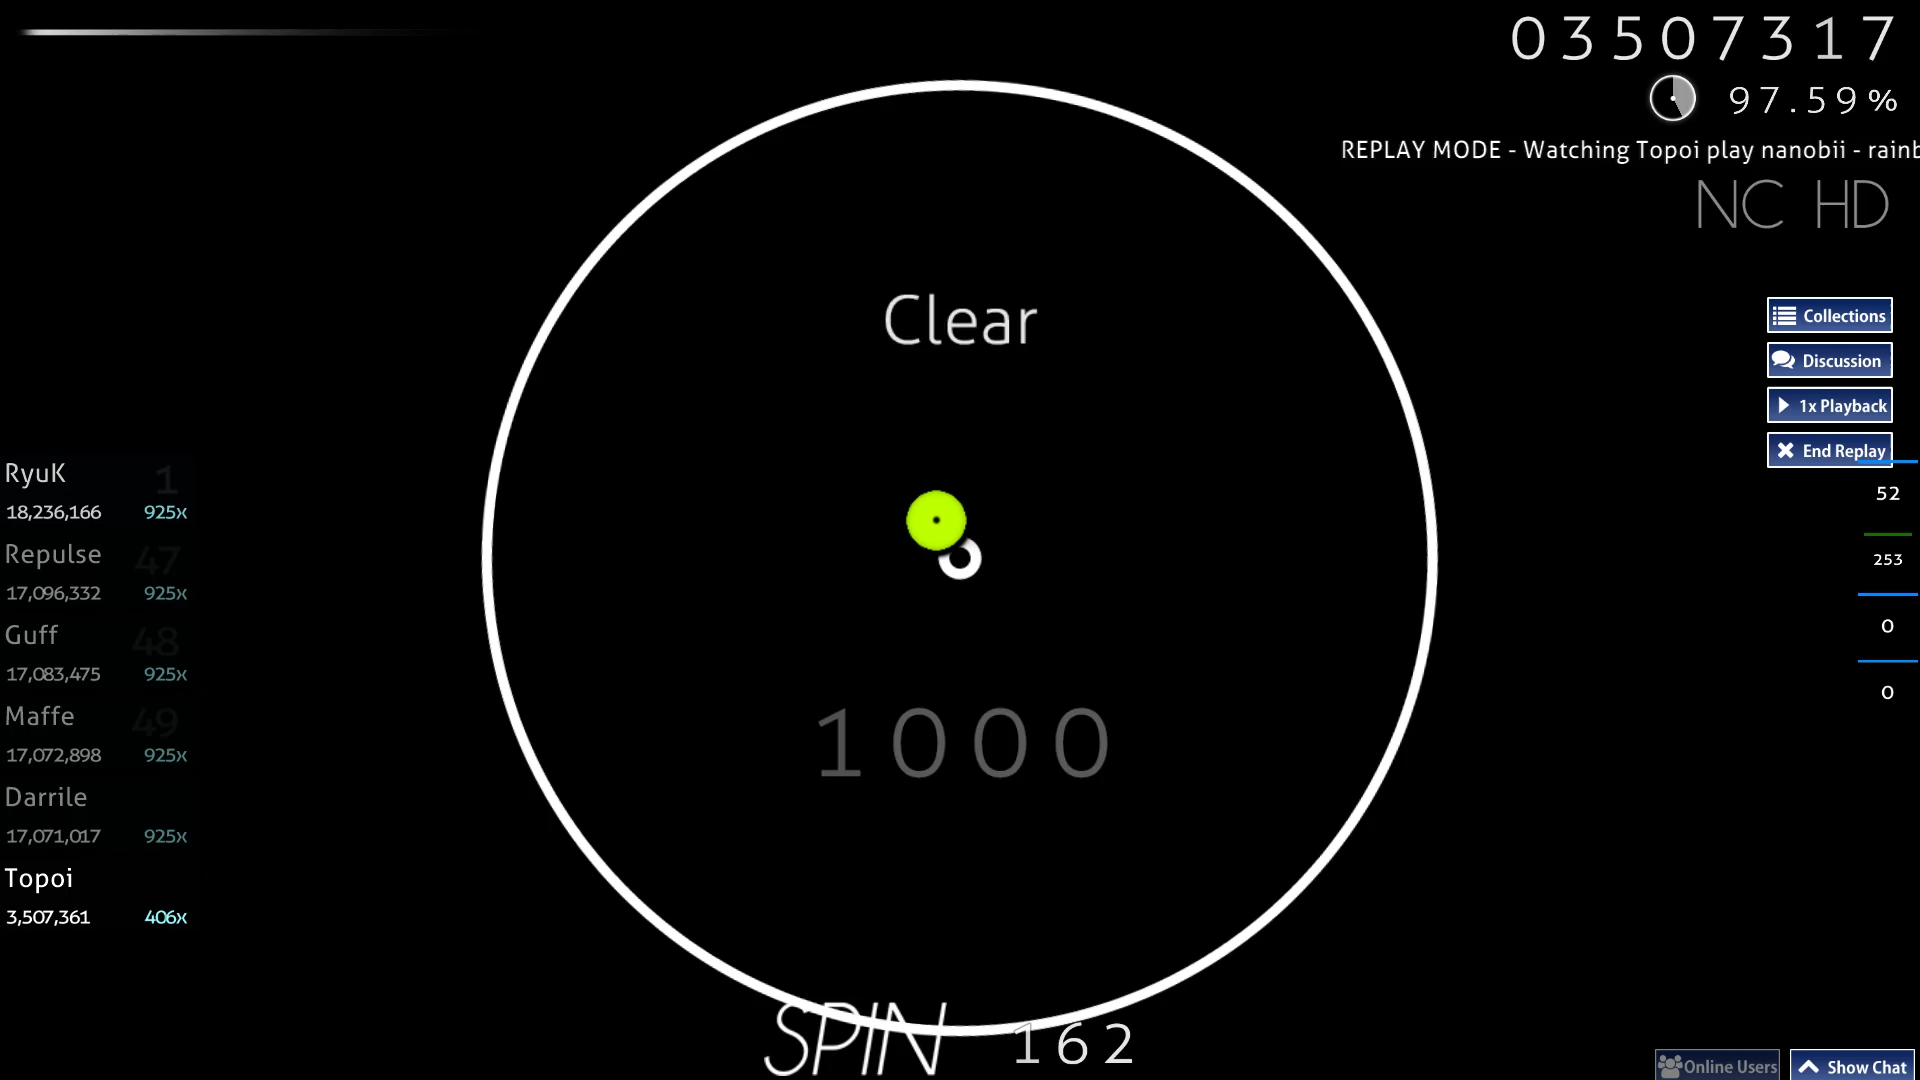 03507317
97.59%
REPLAY MODE - Watching Topoi play nanobii - rainb
NC HD
Collections
Discussion
1x Playback
End Replay
Clear
RyuK 1
18,236,166 925x
Repulse 47
17,096,332 925x
Guff 48
17,083,475 925x
Maffe 49
17,072,898 925x
Darrile
17,071,017 925x
Topoi
3,507,361 406x
52
253
0
0
1000
SPIN 162
Online Users
Show Chat